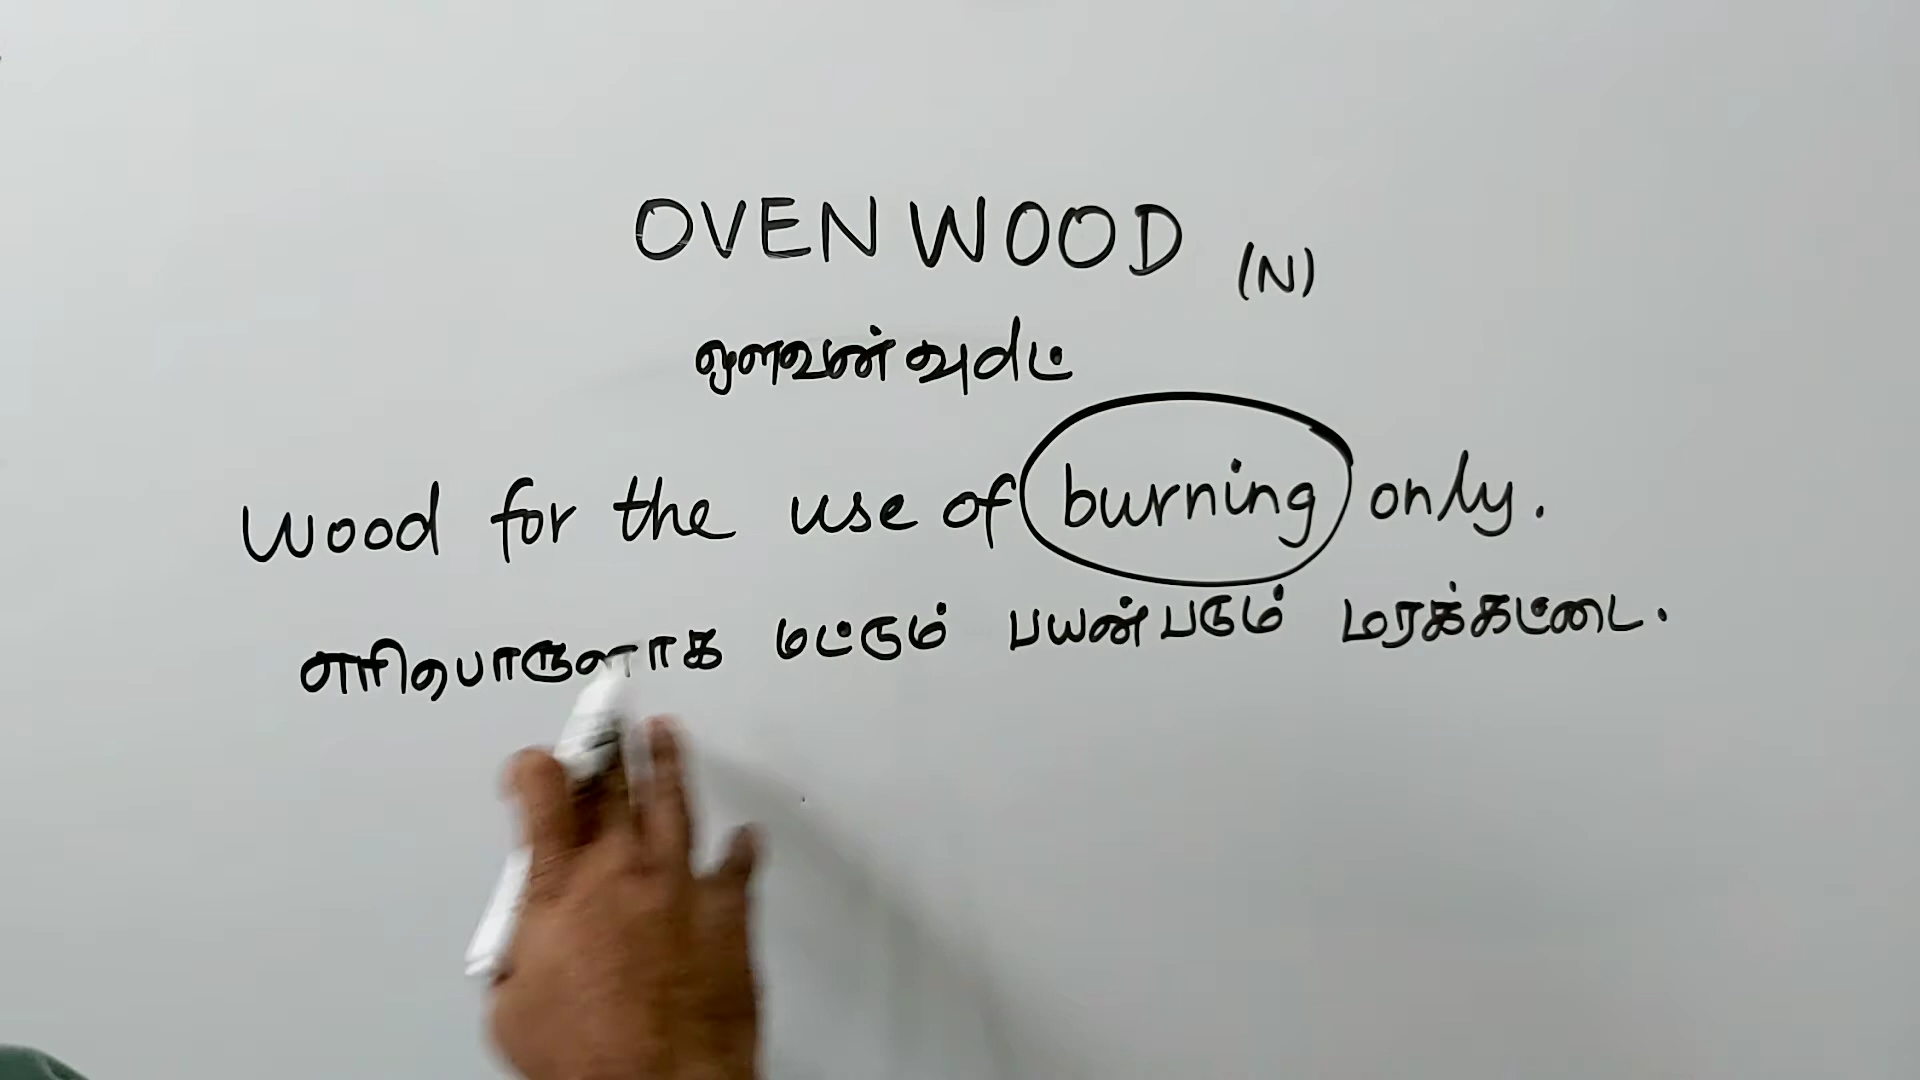 OVEN WOOD (N)
ஓவன் வுட்
Wood for the use of burning only.
எரிபொருளாக மட்டும் பயன்படும் மரக்கட்டை.